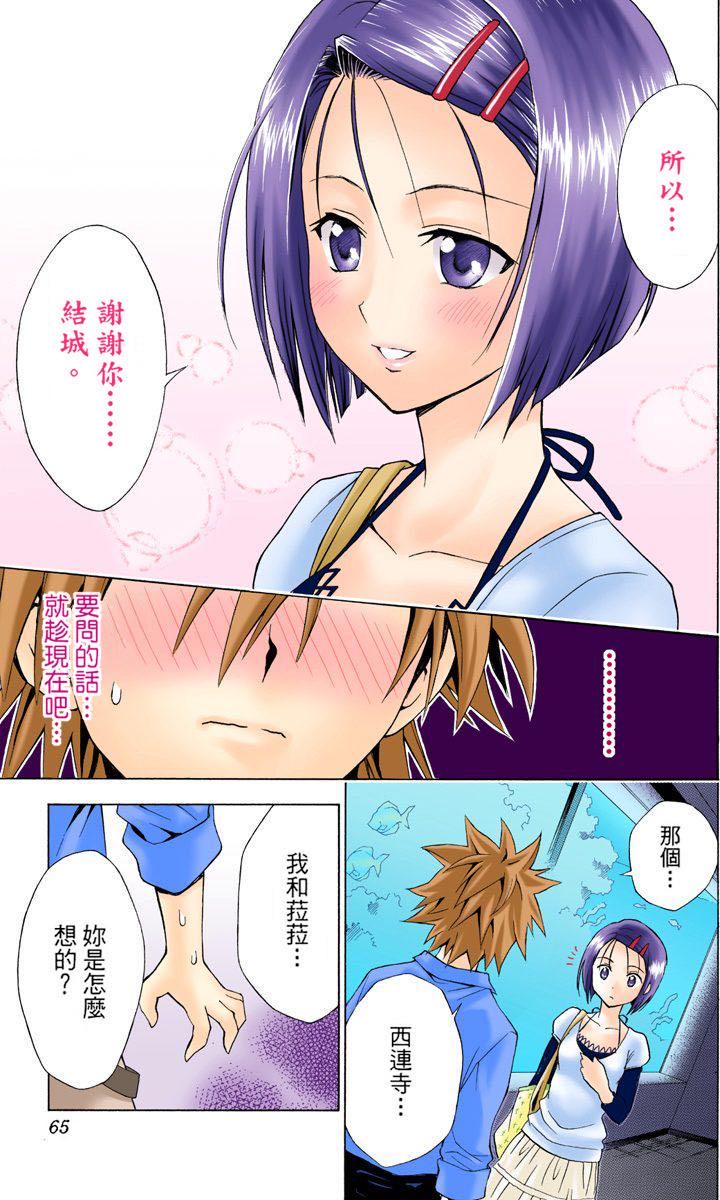 所以…
謝謝你……
結城。
…………
要問的話…
就趁現在吧…
那個…
西連寺…
我和菈菈…
妳是怎麼
想的？
65